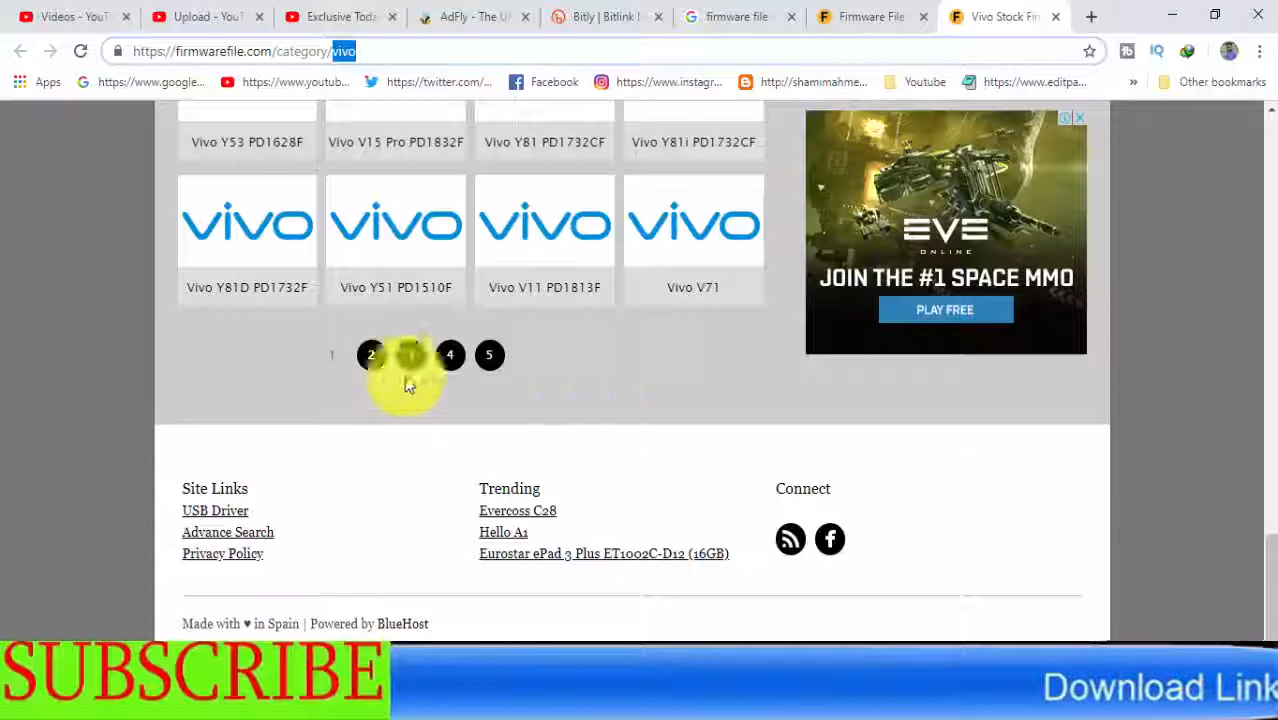 Videos - YouT
Upload - YouT
Exclusive Toda
AdFly - The U
Bitly | Bitlink
firmware file
Firmware File
Vivo Stock Fir
https://firmwarefile.com/category/vivo
Apps
https://www.google...
https://www.youtub...
https://twitter.com/...
Facebook
https://www.instagr...
http://shamimahme...
Youtube
https://www.editpa...
»
Other bookmarks
Vivo Y53 PD1628F
Vivo V15 Pro PD1832F
Vivo Y81 PD1732CF
Vivo Y81i PD1732CF
vivo
vivo
vivo
vivo
Vivo Y81D PD1732F
Vivo Y51 PD1510F
Vivo V11 PD1813F
Vivo V71
EVE
ONLINE
JOIN THE #1 SPACE MMO
PLAY FREE
1 2 4 5
Site Links
USB Driver
Advance Search
Privacy Policy
Trending
Evercoss C28
Hello A1
Eurostar ePad 3 Plus ET1002C-D12 (16GB)
Connect
Made with ♥ in Spain | Powered by BlueHost
SUBSCRIBE
Download Link